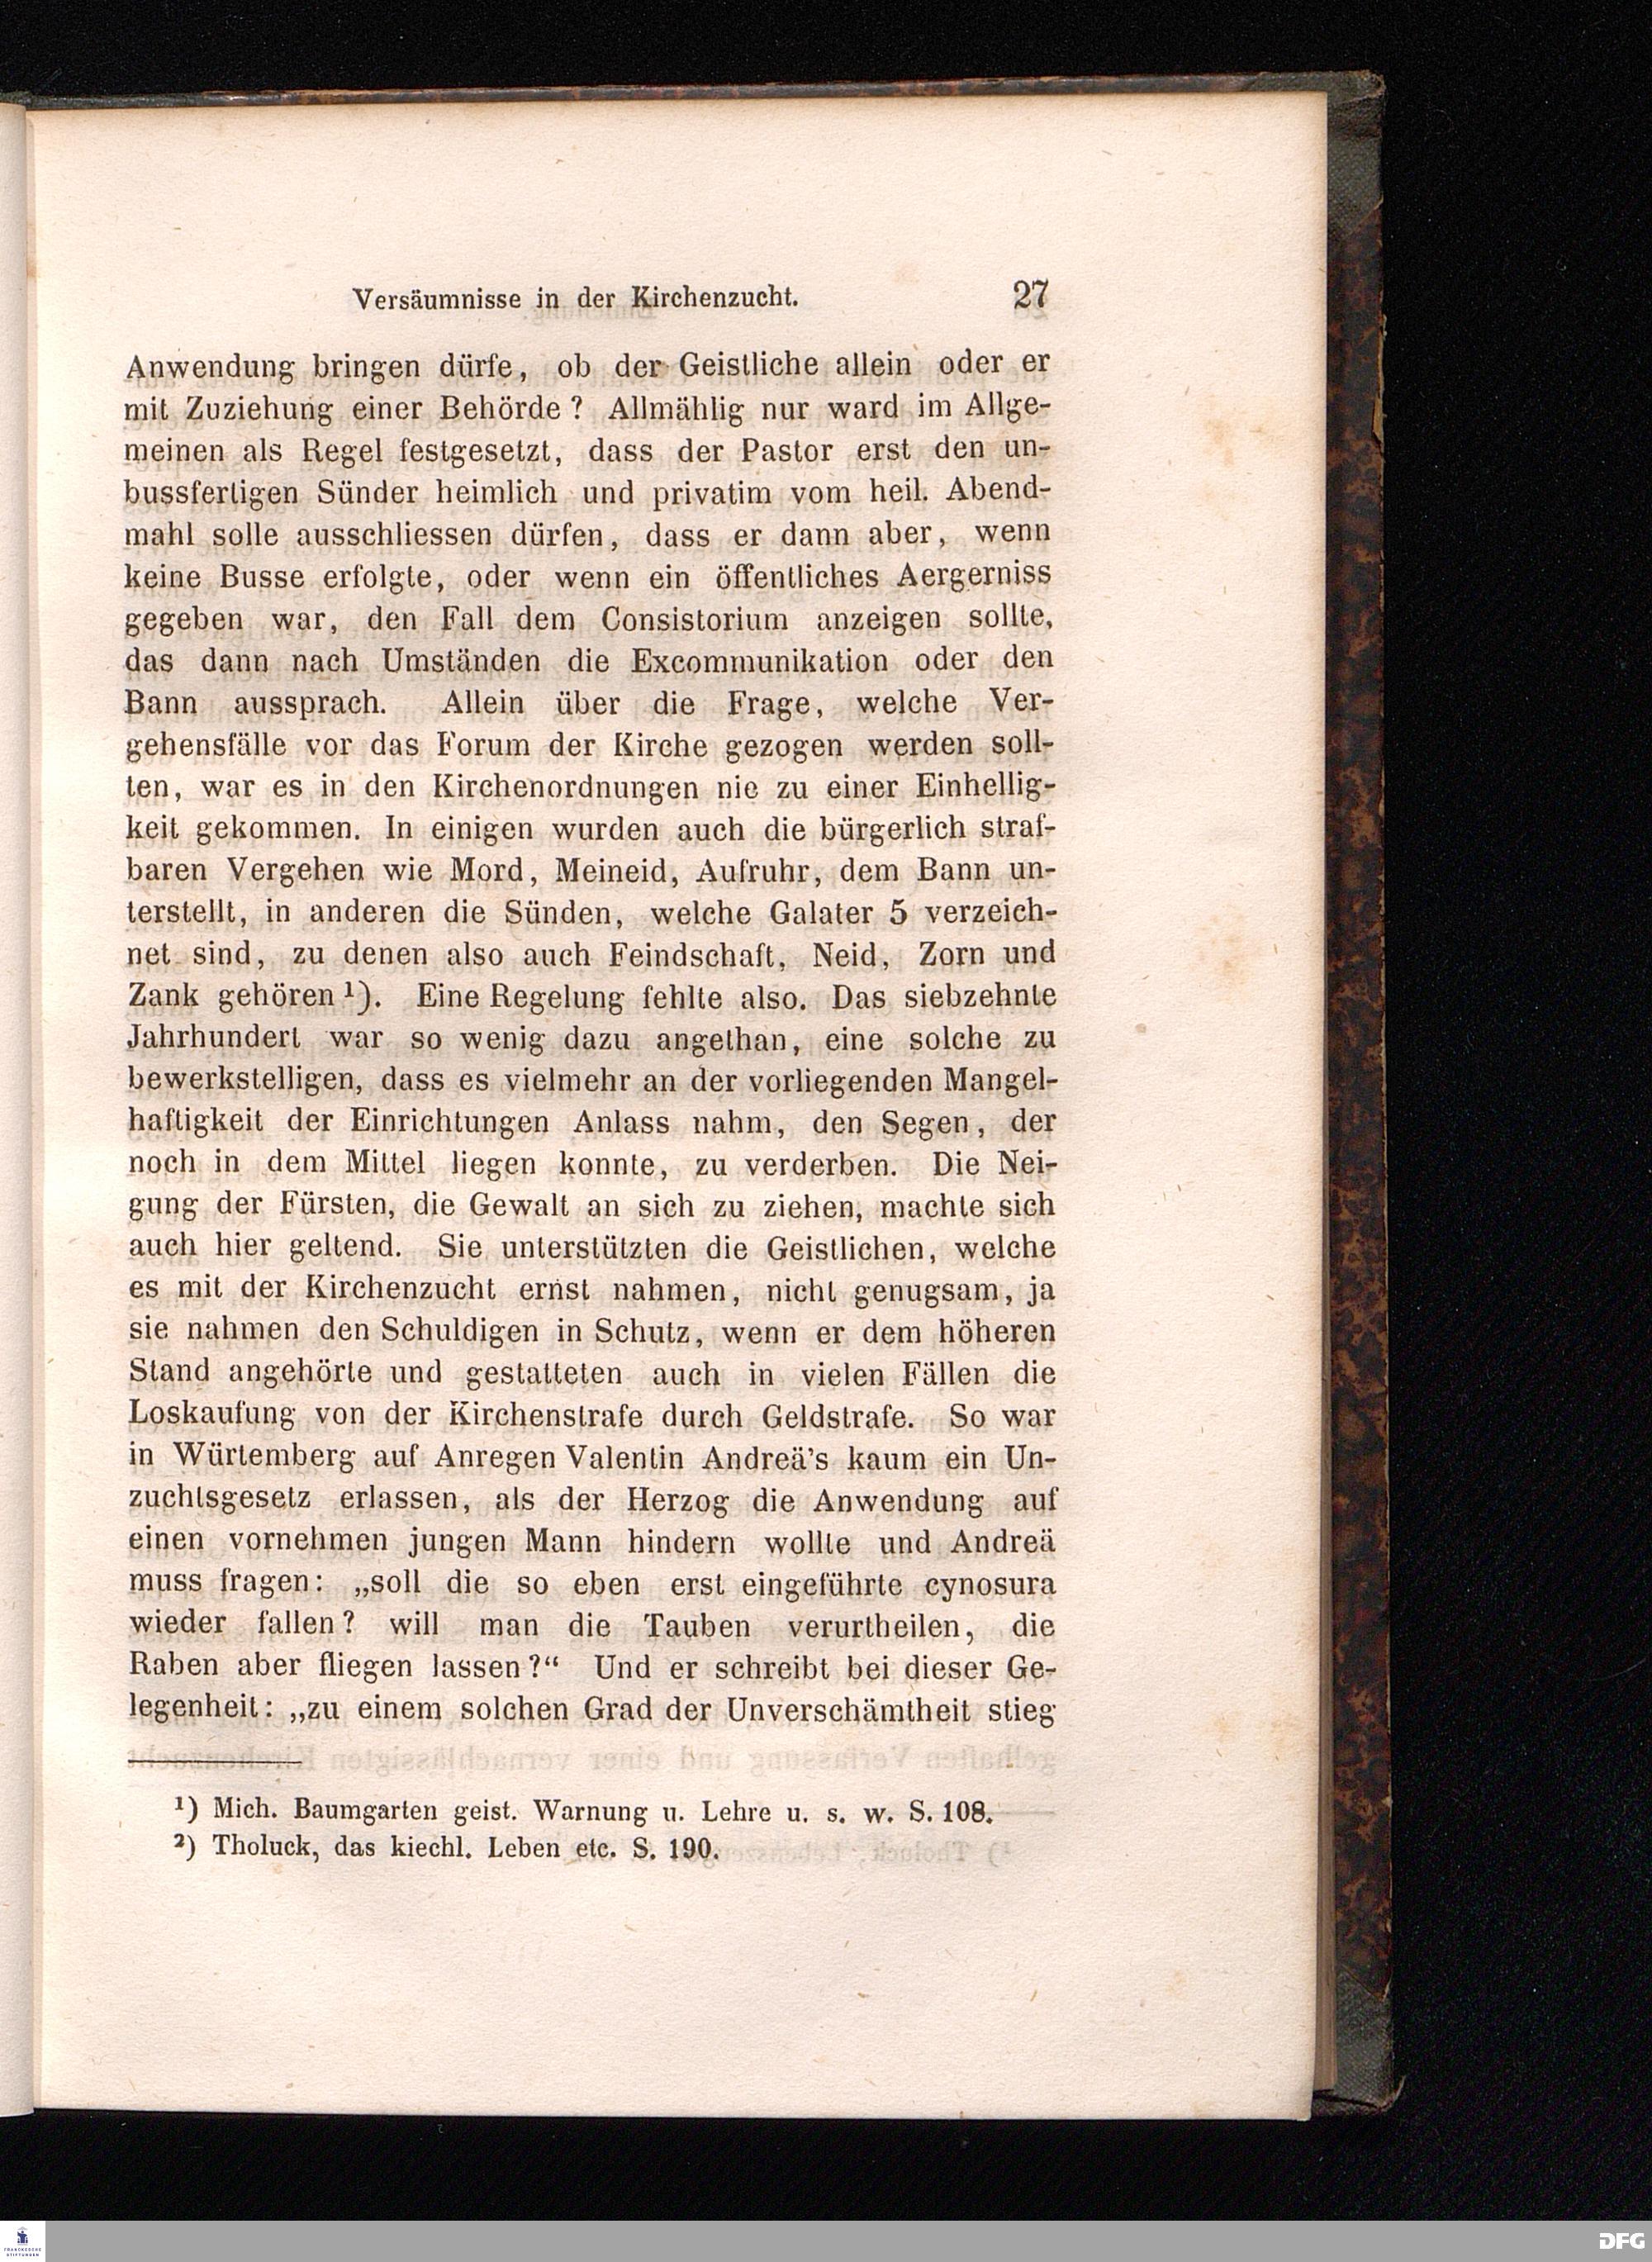 Versäumnisse in der Kirchenzucht. 27
Anwendung bringen dürfe, ob der Geistliche allein oder er
mit Zuziehung einer Behörde? Allmählig nur ward im Allge-
meinen als Regel festgesetzt, dass der Pastor erst den un-
bussfertigen Sünder heimlich und privatim vom heil. Abend-
mahl solle ausschliessen dürfen, dass er dann aber, wenn
keine Busse erfolgte, oder wenn ein öffentliches Aergerniss
gegeben war, den Fall dem Consistorium anzeigen sollte,
das dann nach Umständen die Excommunikation oder den
Bann aussprach. Allein über die Frage, welche Ver-
gehensfälle vor das Forum der Kirche gezogen werden soll-
ten, war es in den Kirchenordnungen nie zu einer Einhellig-
keit gekommen. In einigen wurden auch die bürgerlich straf-
baren Vergehen wie Mord, Meineid, Aufruhr, dem Bann un-
terstellt, in anderen die Sünden, welche Galater 5 verzeich-
net sind, zu denen also auch Feindschaft, Neid, Zorn und
Zank gehören ¹). Eine Regelung fehlte also. Das siebzehnte
Jahrhundert war so wenig dazu angethan, eine solche zu
bewerkstelligen, dass es vielmehr an der vorliegenden Mangel-
haftigkeit der Einrichtungen Anlass nahm, den Segen, der
noch in dem Mittel liegen konnte, zu verderben. Die Nei-
gung der Fürsten, die Gewalt an sich zu ziehen, machte sich
auch hier geltend. Sie unterstützten die Geistlichen, welche
es mit der Kirchenzucht ernst nahmen, nicht genugsam, ja
sie nahmen den Schuldigen in Schutz, wenn er dem höheren
Stand angehörte und gestatteten auch in vielen Fällen die
Loskaufung von der Kirchenstrafe durch Geldstrafe. So war
in Würtemberg auf Anregen Valentin Andreä's kaum ein Un-
zuchtsgesetz erlassen, als der Herzog die Anwendung auf
einen vornehmen jungen Mann hindern wollte und Andreä
muss fragen: „soll die so eben erst eingeführte cynosura
wieder fallen? will man die Tauben verurtheilen, die
Raben aber fliegen lassen?“ Und er schreibt bei dieser Ge-
legenheit: „zu einem solchen Grad der Unverschämtheit stieg
¹) Mich. Baumgarten geist. Warnung u. Lehre u. s. w. S. 108.
²) Tholuck, das kiechl. Leben etc. S. 190.
FRANCKESCHE
STIFTUNGEN
DFG